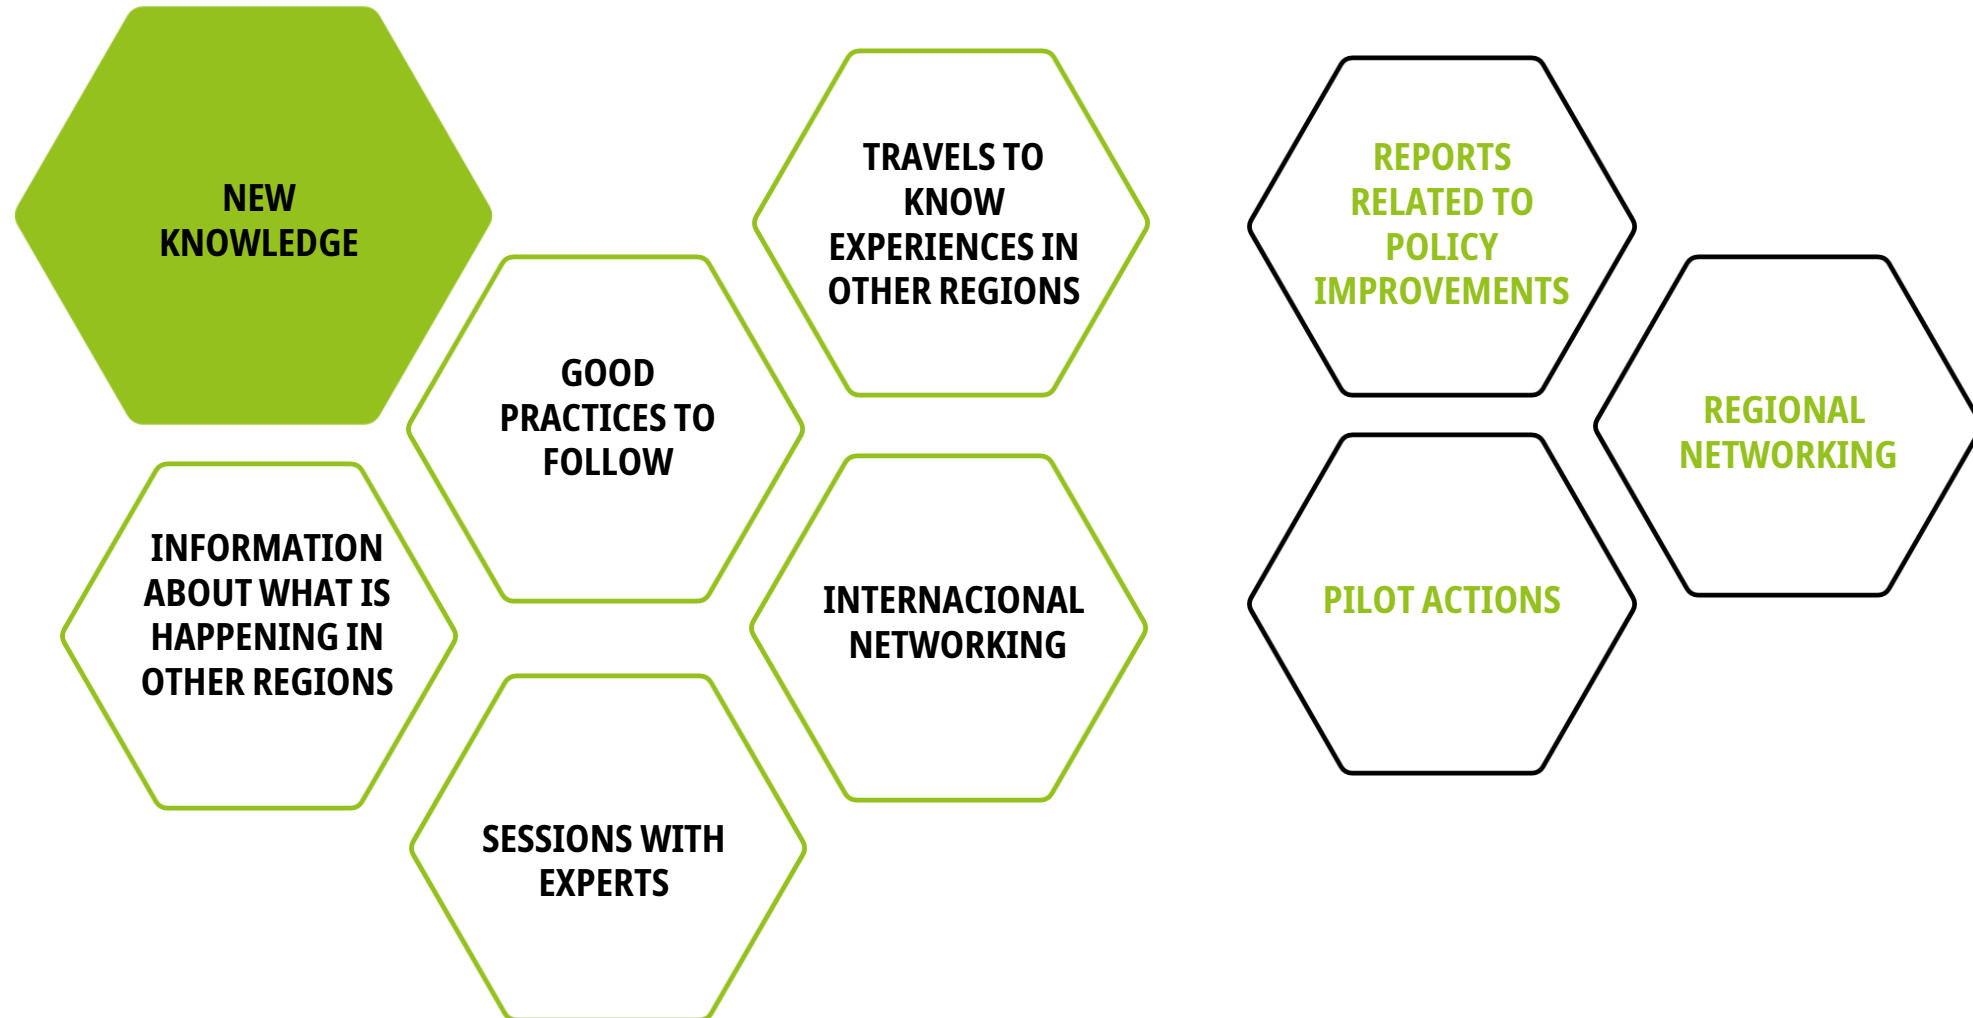 NEW
KNOWLEDGE
INFORMATION
ABOUT WHAT IS
HAPPENING IN
OTHER REGIONS
GOOD
PRACTICES TO
FOLLOW
SESSIONS WITH
EXPERTS
TRAVELS TO
KNOW
EXPERIENCES IN
OTHER REGIONS
INTERNACIONAL
NETWORKING
REPORTS
RELATED TO
POLICY
IMPROVEMENTS
PILOT ACTIONS
REGIONAL
NETWORKING